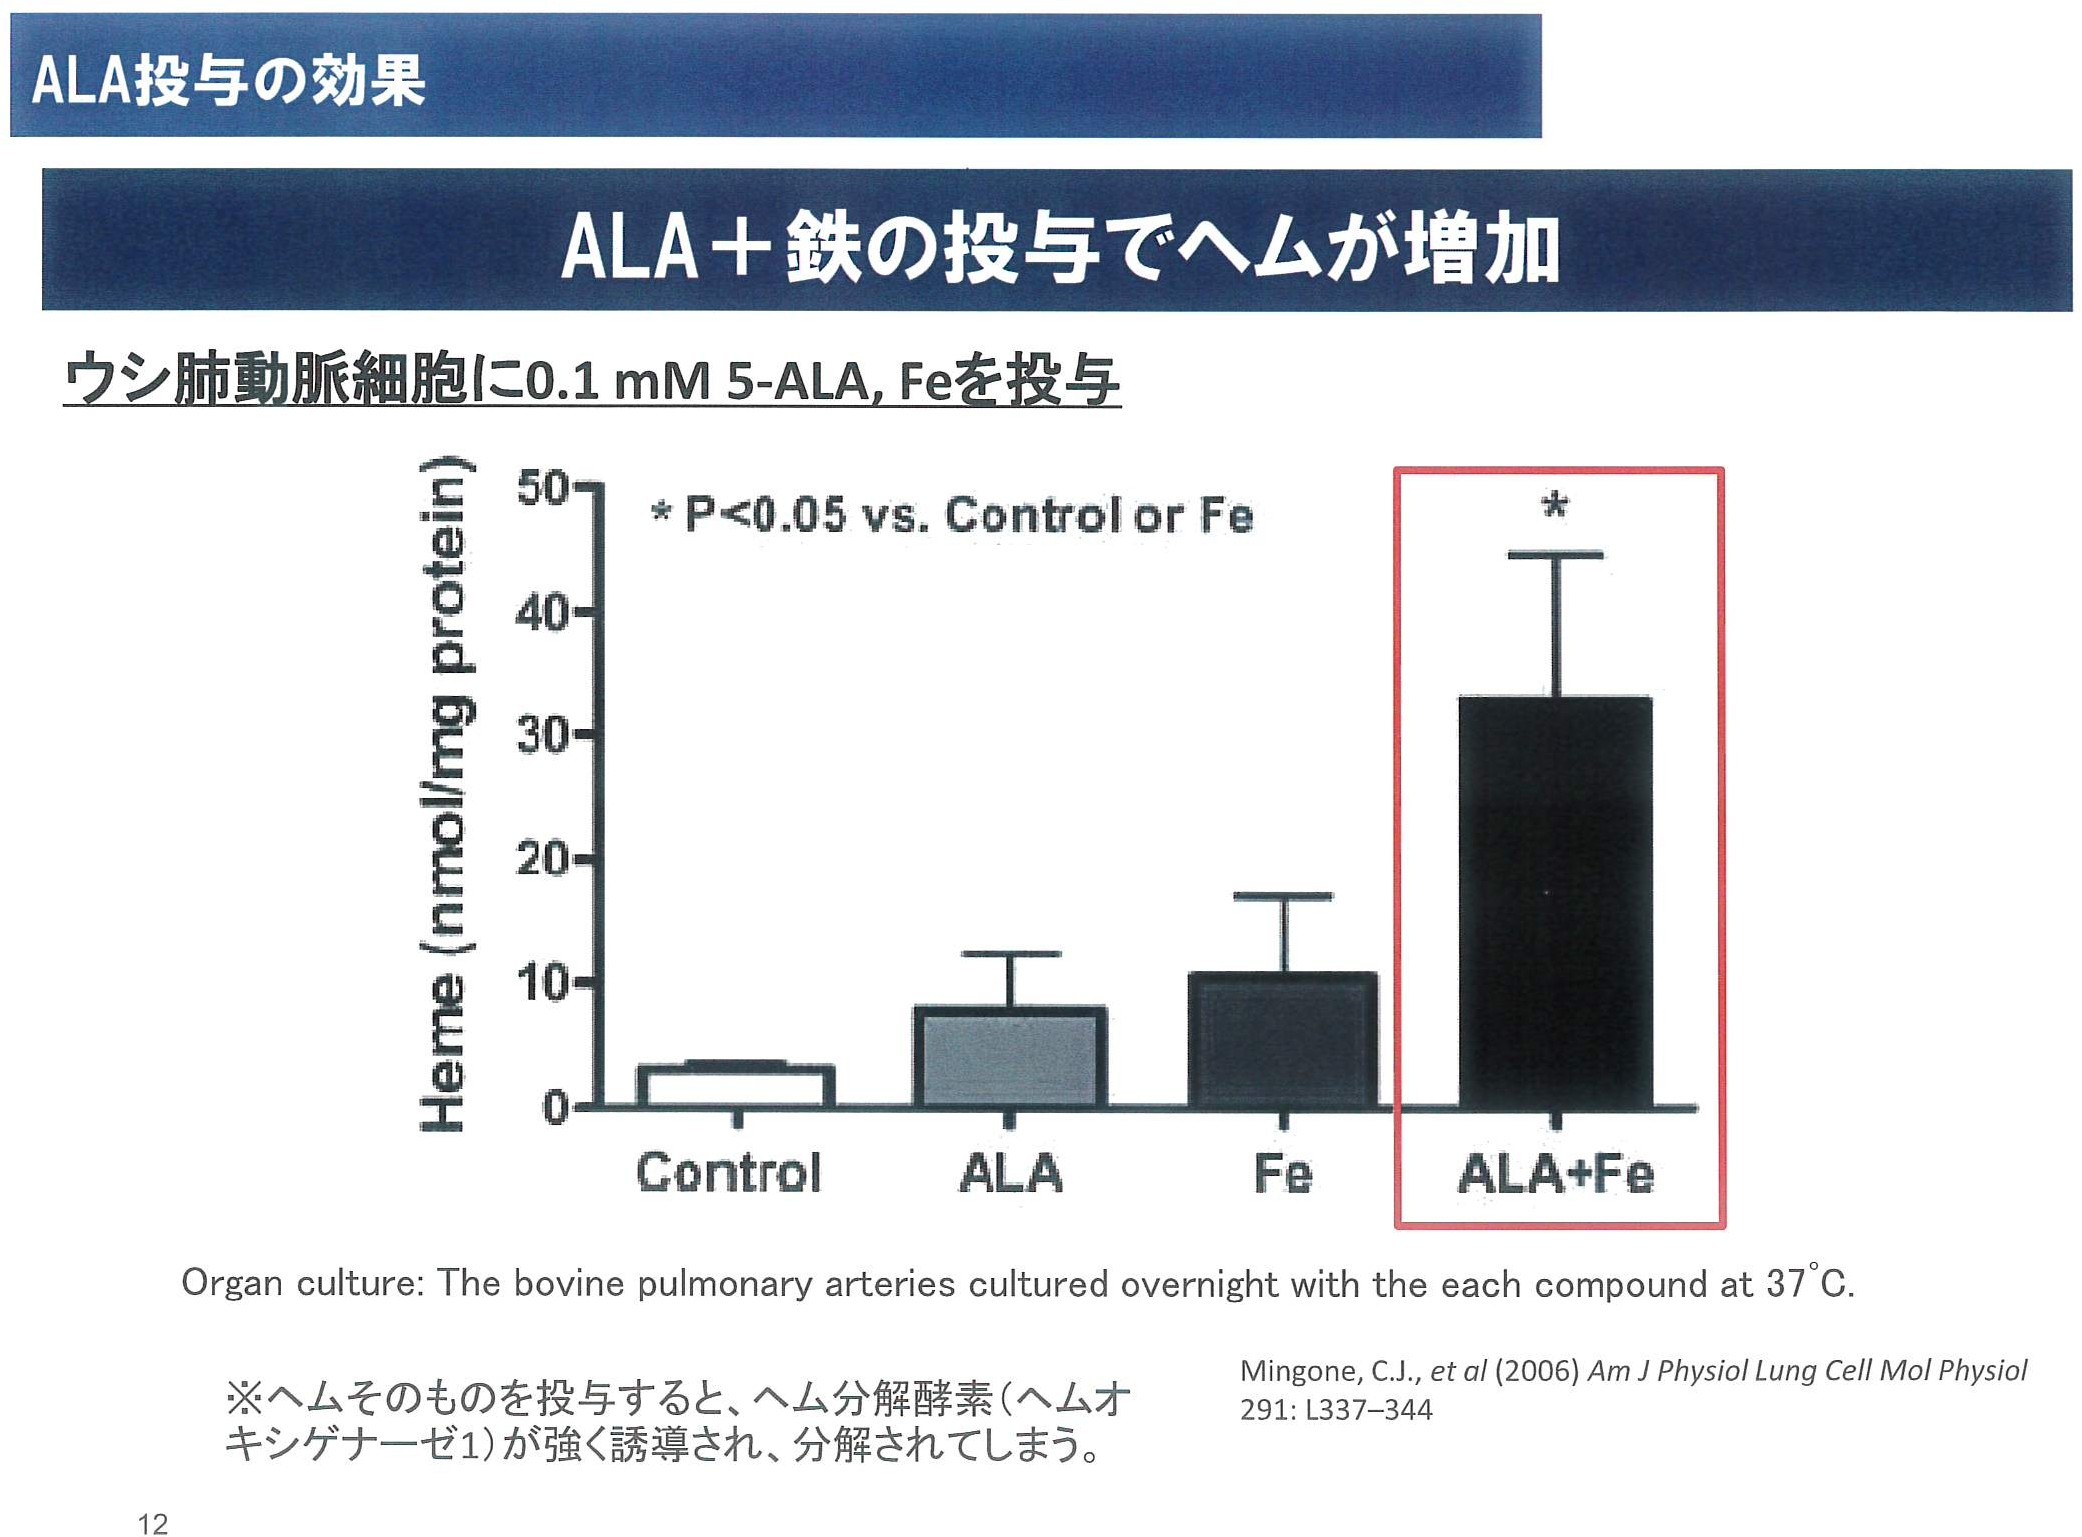 ALA投与の効果
ALA＋鉄の投与でヘムが増加
ウシ肺動脈細胞に0.1 mM 5-ALA, Feを投与
Heme (nmol/mg protein)
50
40
30
20
10
0
* P<0.05 vs. Control or Fe
*
Control
ALA
Fe
ALA+Fe
Organ culture: The bovine pulmonary arteries cultured overnight with the each compound at 37°C.
※ヘムそのものを投与すると、ヘム分解酵素（ヘムオ
キシゲナーゼ1）が強く誘導され、分解されてしまう。
Mingone, C.J., et al (2006) Am J Physiol Lung Cell Mol Physiol
291: L337–344
12